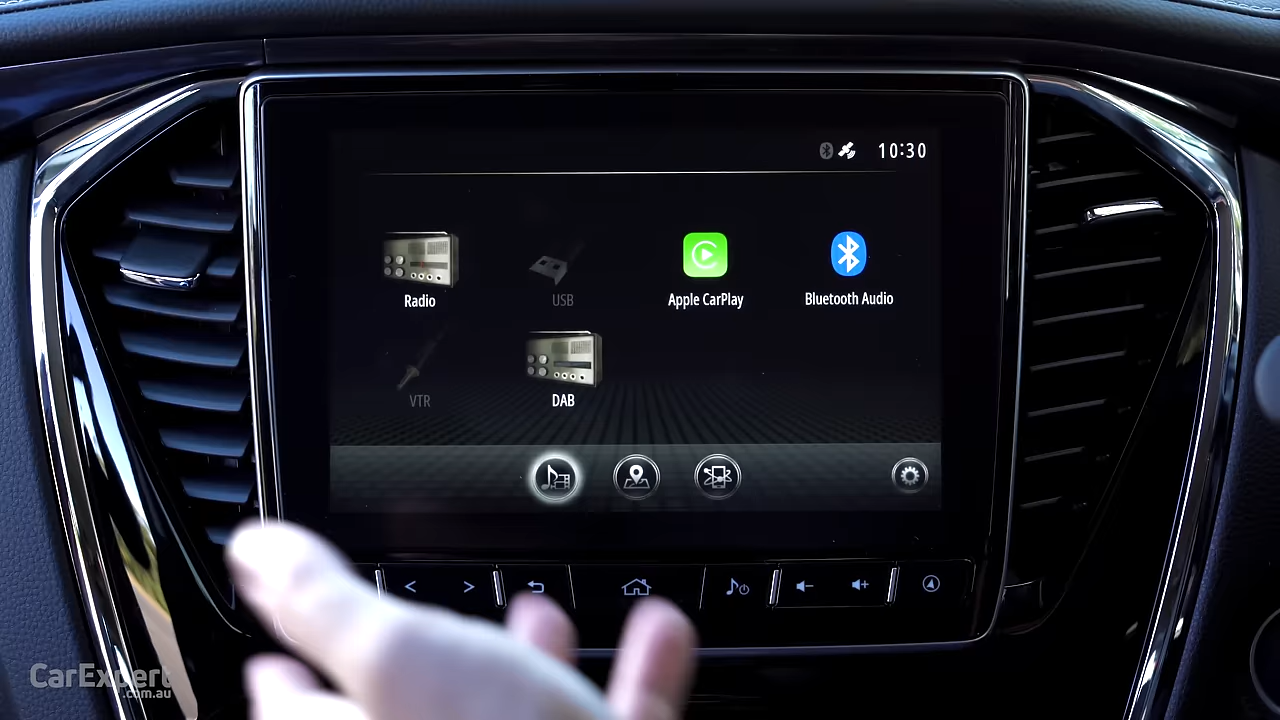 10:30
Radio
USB
Apple CarPlay
Bluetooth Audio
VTR
DAB
CarExpert
.com.au